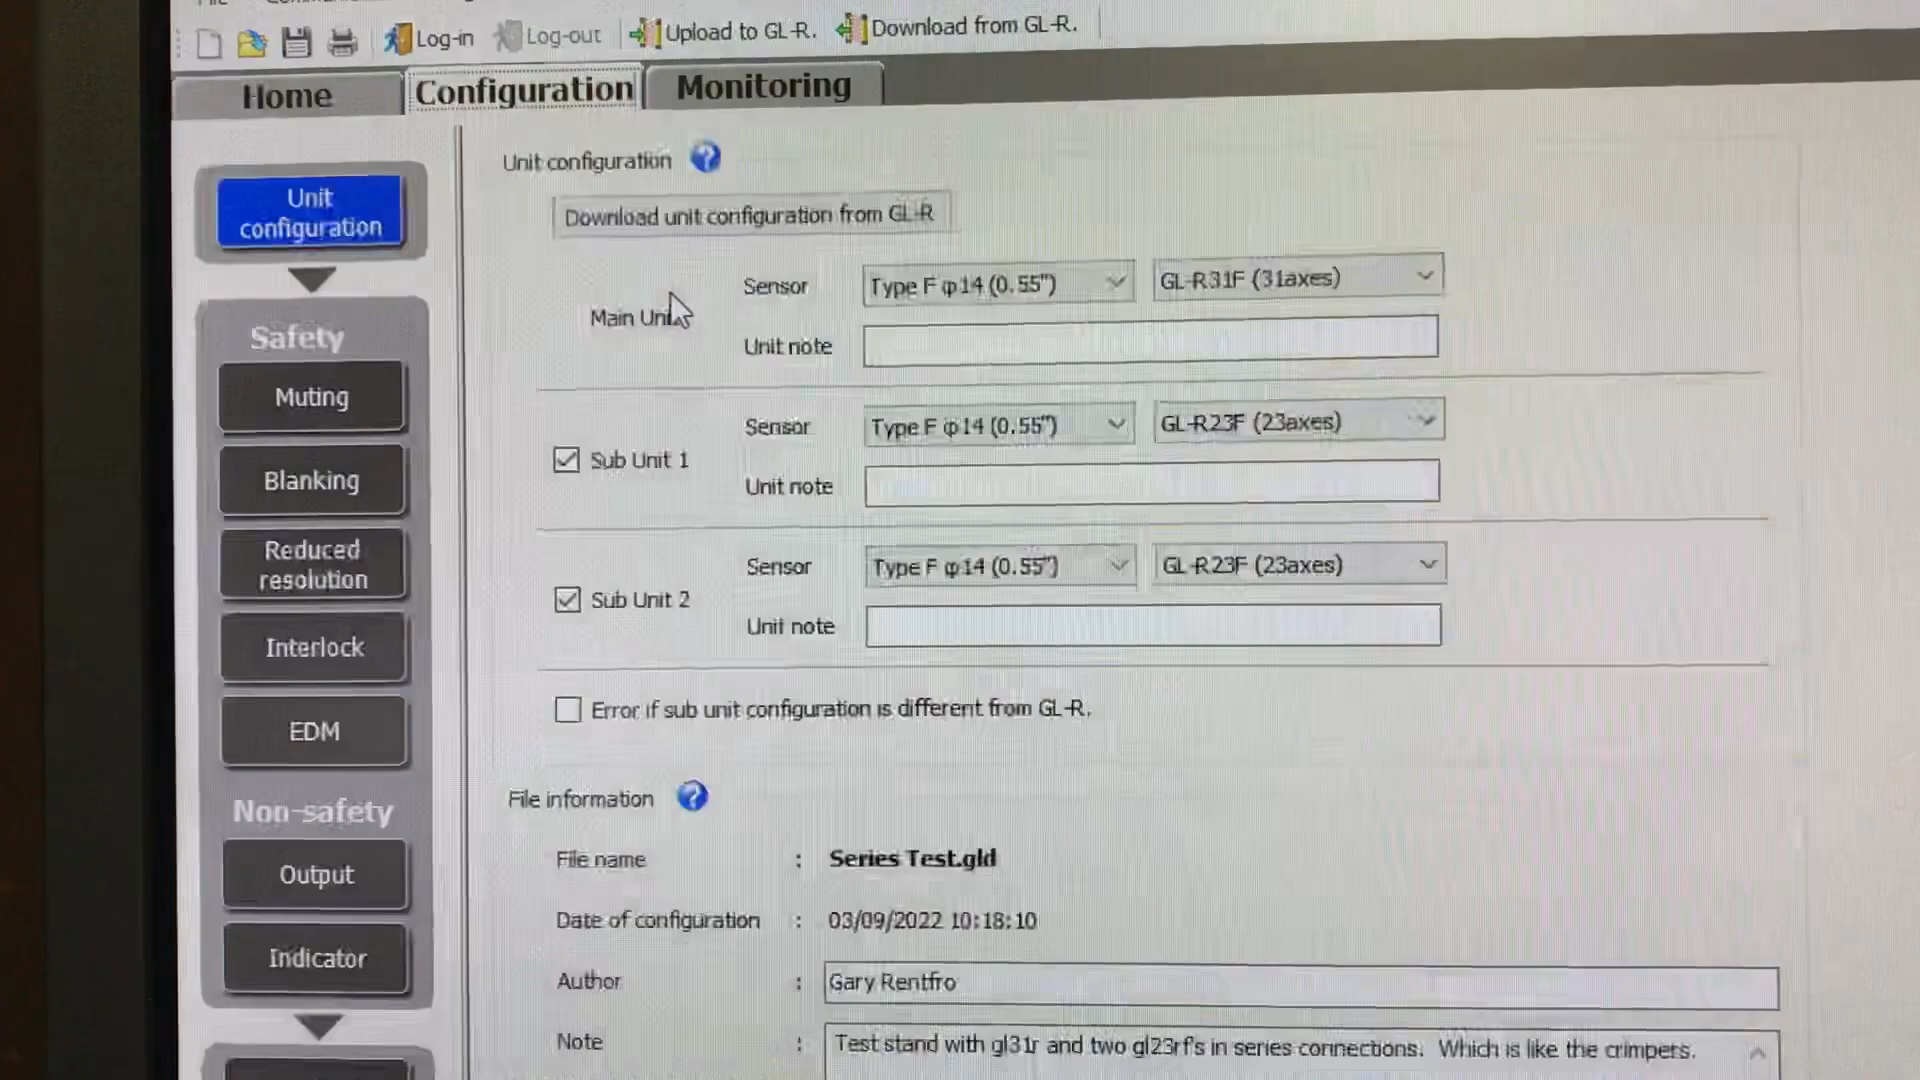 Log-in Log-out Upload to GL-R. Download from GL-R.
Home Configuration Monitoring
Unit configuration
Download unit configuration from GL-R
Main Unit
Sensor Type F φ14 (0.55") GL-R31F (31axes)
Unit note
Sub Unit 1
Sensor Type F φ14 (0.55") GL-R23F (23axes)
Unit note
Sub Unit 2
Sensor Type F φ14 (0.55") GL-R23F (23axes)
Unit note
Error if sub unit configuration is different from GL-R.
File information
File name : Series Test.gld
Date of configuration : 03/09/2022 10:18:10
Author : Gary Rentfro
Note : Test stand with gl31r and two gl23rf's in series connections. Which is like the crimpers.
Unit
configuration
Safety
Muting
Blanking
Reduced
resolution
Interlock
EDM
Non-safety
Output
Indicator